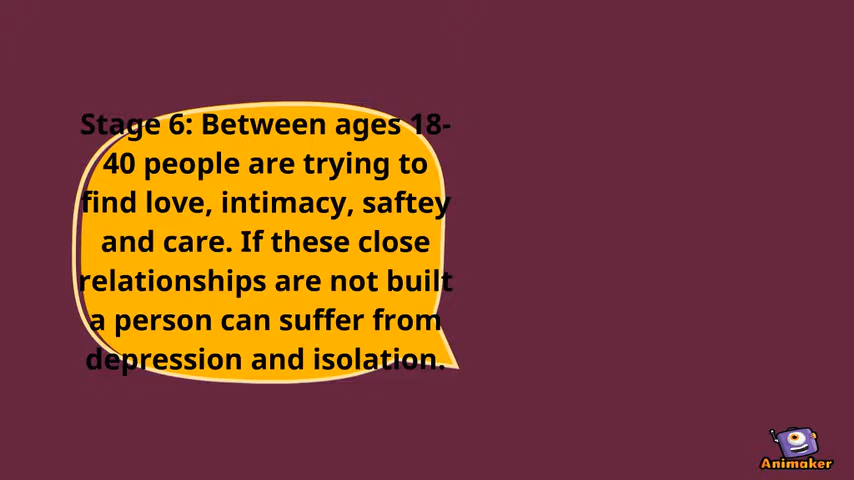 Stage 6: Between ages 18-
40 people are trying to
find love, intimacy, saftey
and care. If these close
relationships are not built
a person can suffer from
depression and isolation.
Animaker